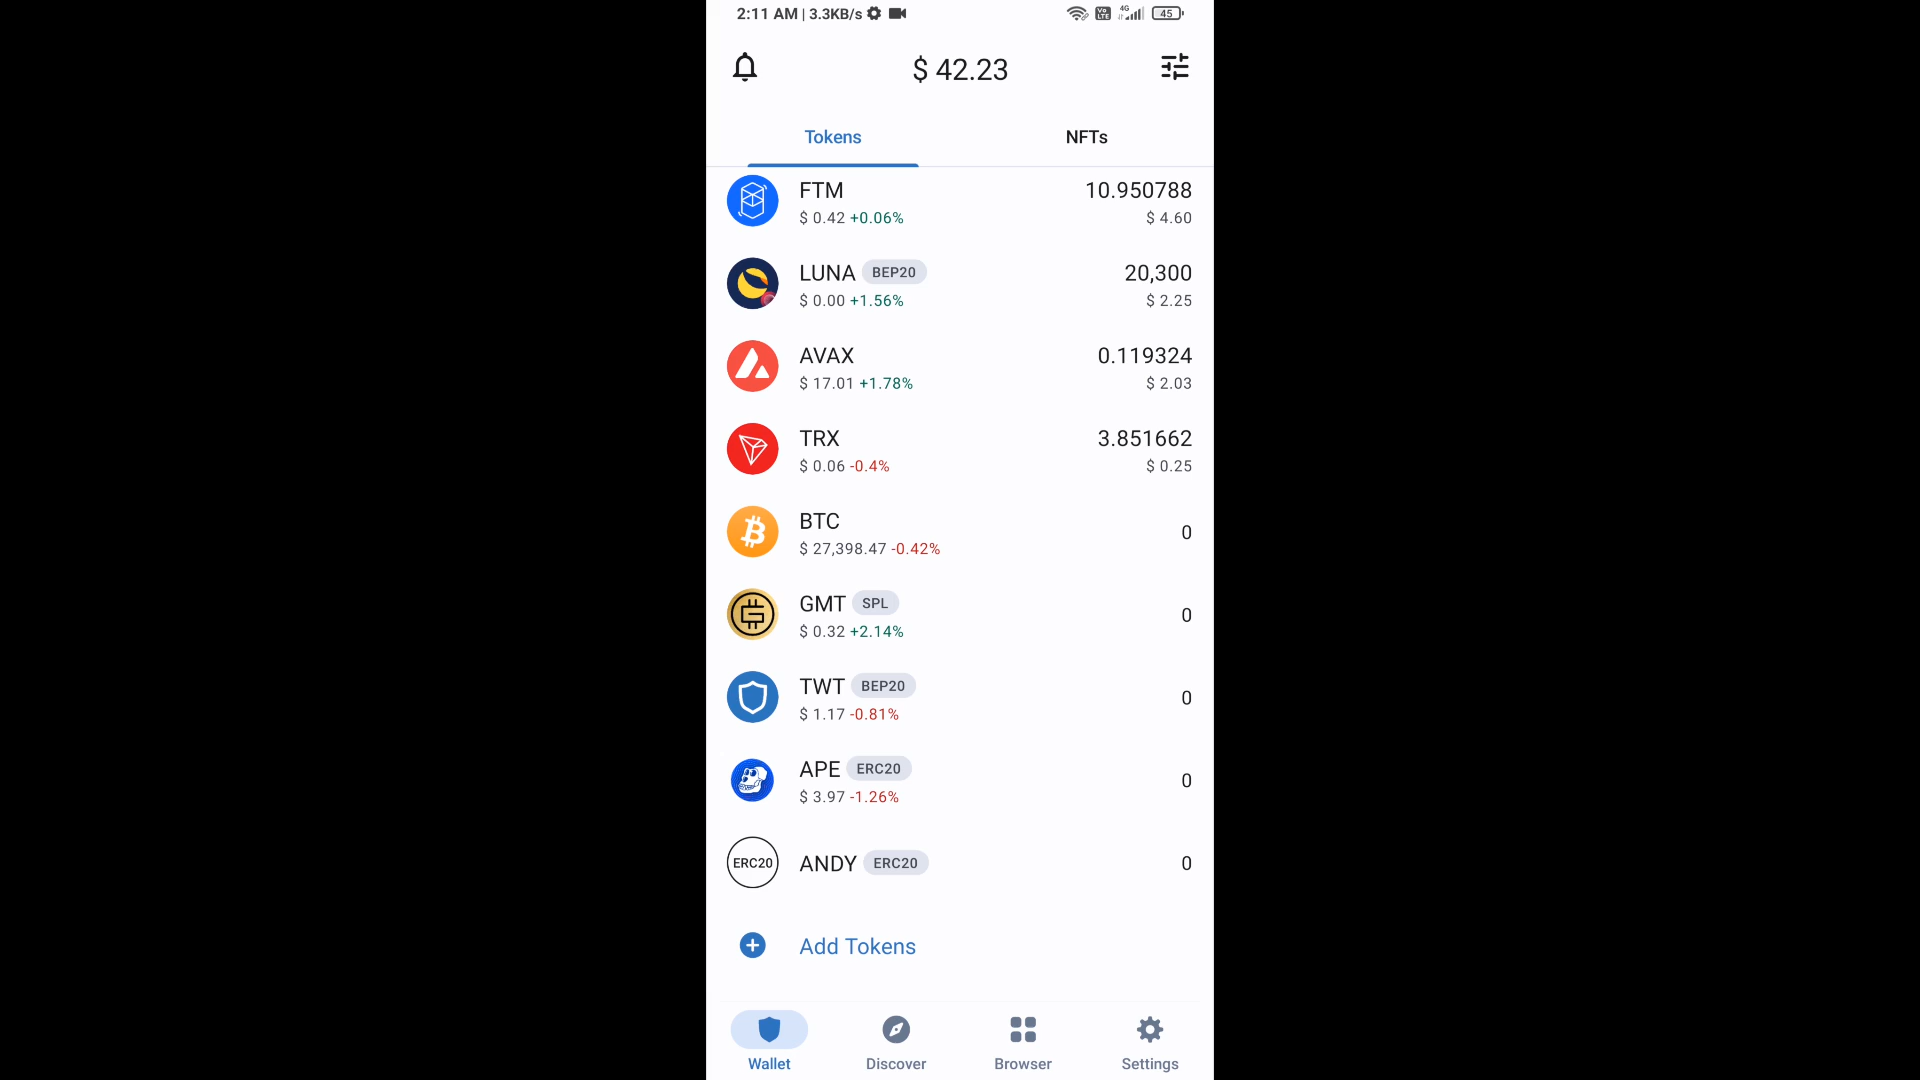 2:11 AM | 3.3KB/s 4G 45
$ 42.23
Tokens NFTs
FTM 10.950788
$ 0.42 +0.06% $ 4.60
LUNA BEP20 20,300
$ 0.00 +1.56% $ 2.25
AVAX 0.119324
$ 17.01 +1.78% $ 2.03
TRX 3.851662
$ 0.06 -0.4% $ 0.25
BTC 0
$ 27,398.47 -0.42%
GMT SPL 0
$ 0.32 +2.14%
TWT BEP20 0
$ 1.17 -0.81%
APE ERC20 0
$ 3.97 -1.26%
ERC20 ANDY ERC20 0
Add Tokens
Wallet Discover Browser Settings